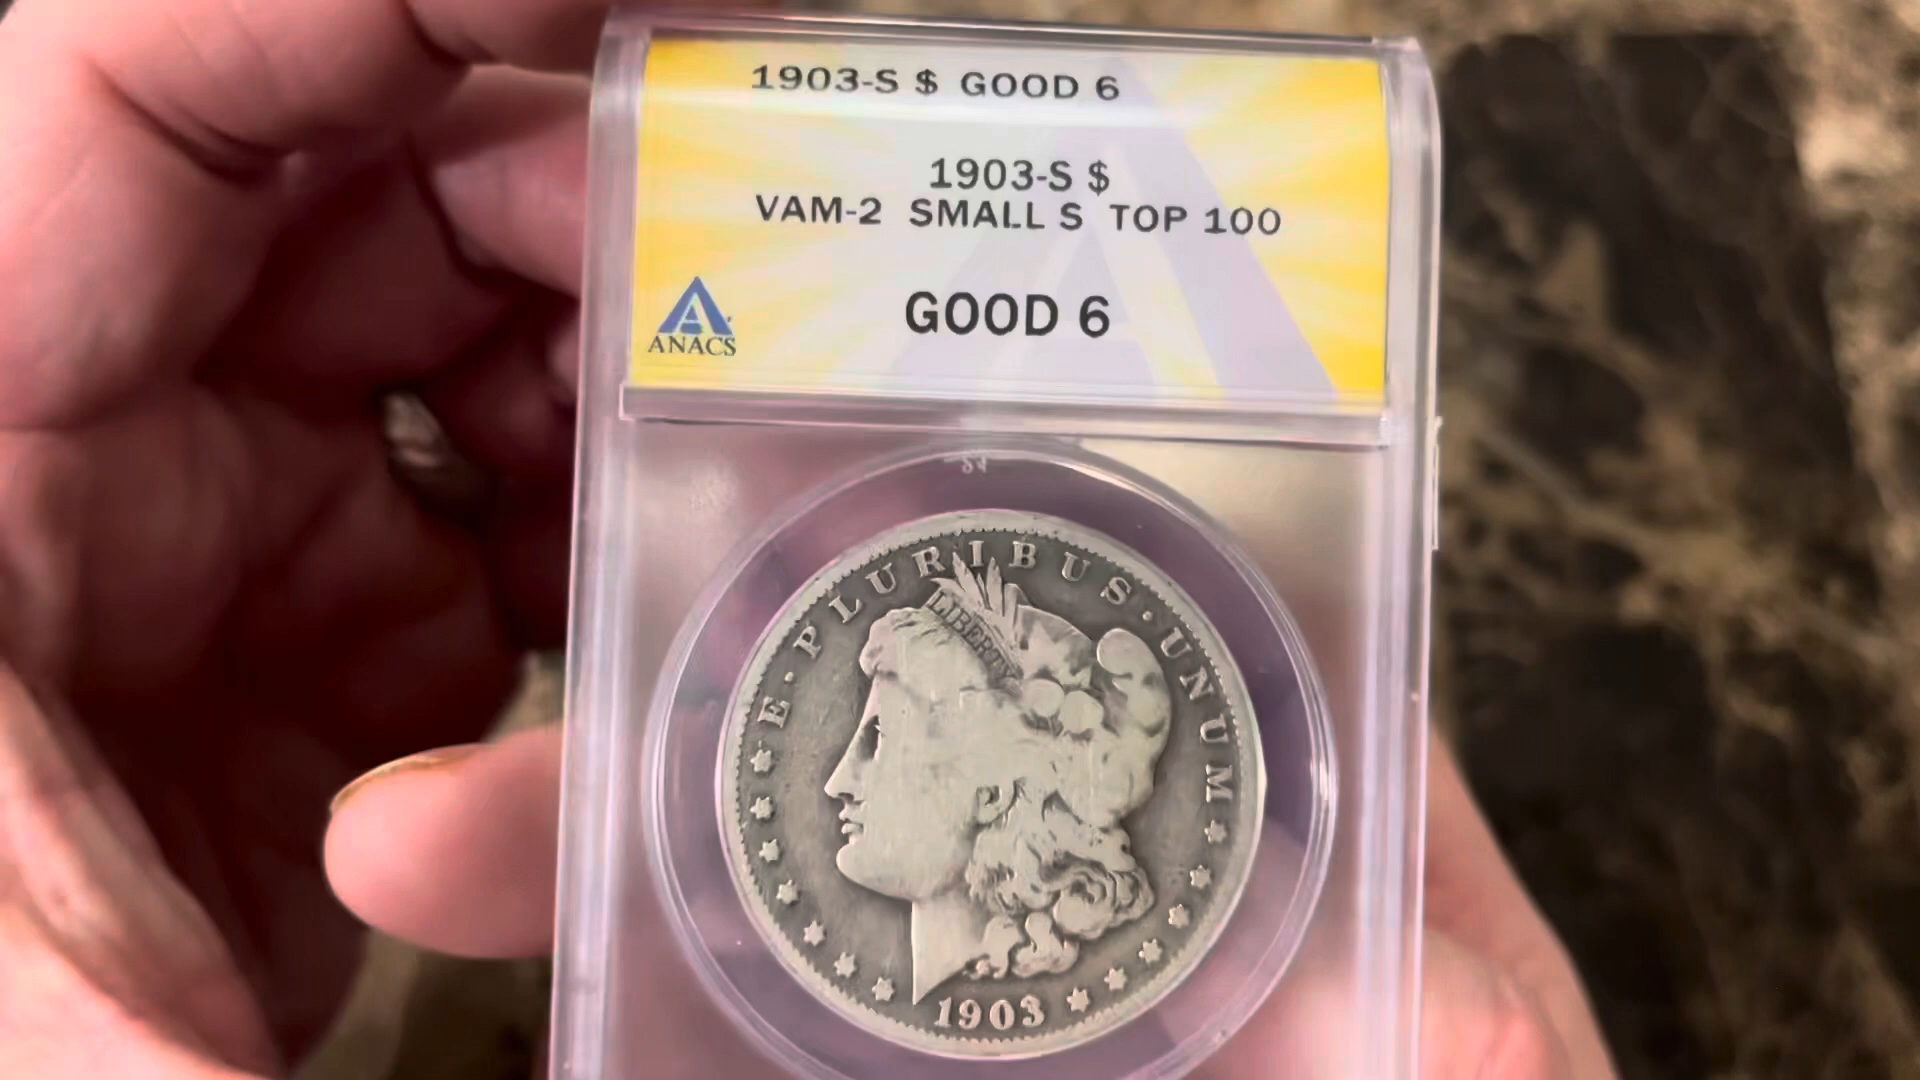 1903-S $ GOOD 6
1903-S $
VAM-2 SMALL S TOP 100
GOOD 6
ANACS
E · PLURIBUS · UNUM
LIBERTY
1903